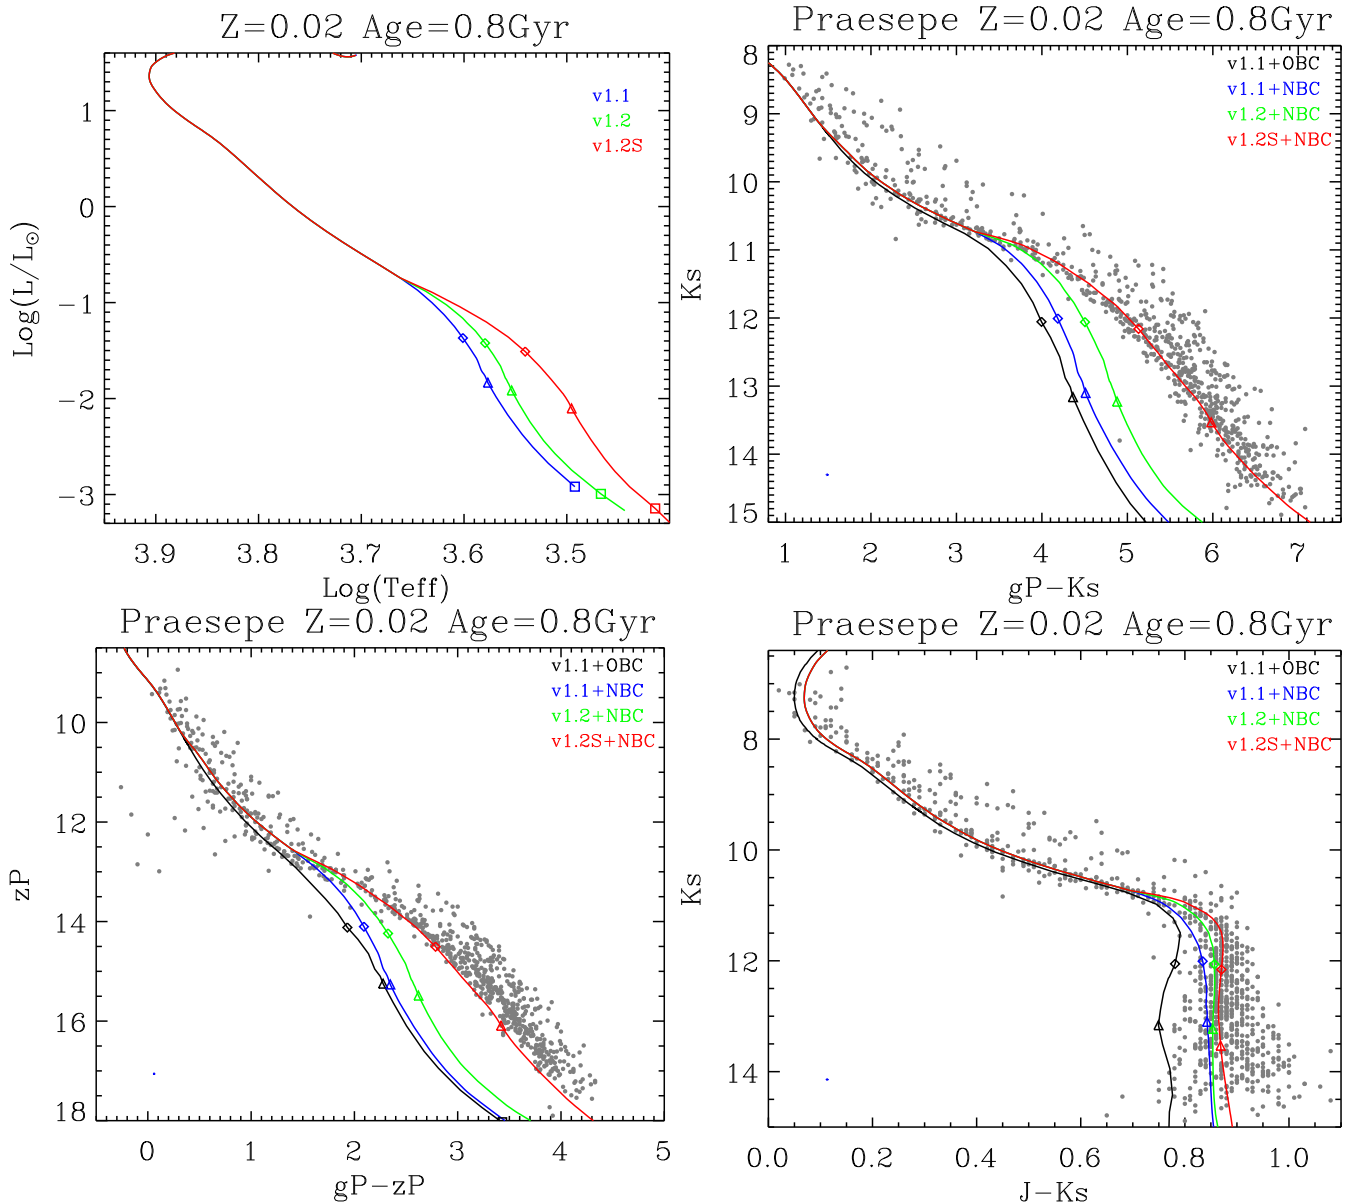 Z=0.02 Age=0.8Gyr
v1.1
v1.2
v1.2S
Log(L/L⊙)
1
0
−1
−2
−3
3.9
3.8
3.7
3.6
3.5
Log(Teff)
Praesepe Z=0.02 Age=0.8Gyr
v1.1+OBC
v1.1+NBC
v1.2+NBC
v1.2S+NBC
Ks
8
9
10
11
12
13
14
15
1
2
3
4
5
6
7
gP−Ks
Praesepe Z=0.02 Age=0.8Gyr
v1.1+OBC
v1.1+NBC
v1.2+NBC
v1.2S+NBC
zP
10
12
14
16
18
0
1
2
3
4
5
gP−zP
Praesepe Z=0.02 Age=0.8Gyr
v1.1+OBC
v1.1+NBC
v1.2+NBC
v1.2S+NBC
Ks
8
10
12
14
0.0
0.2
0.4
0.6
0.8
1.0
J−Ks